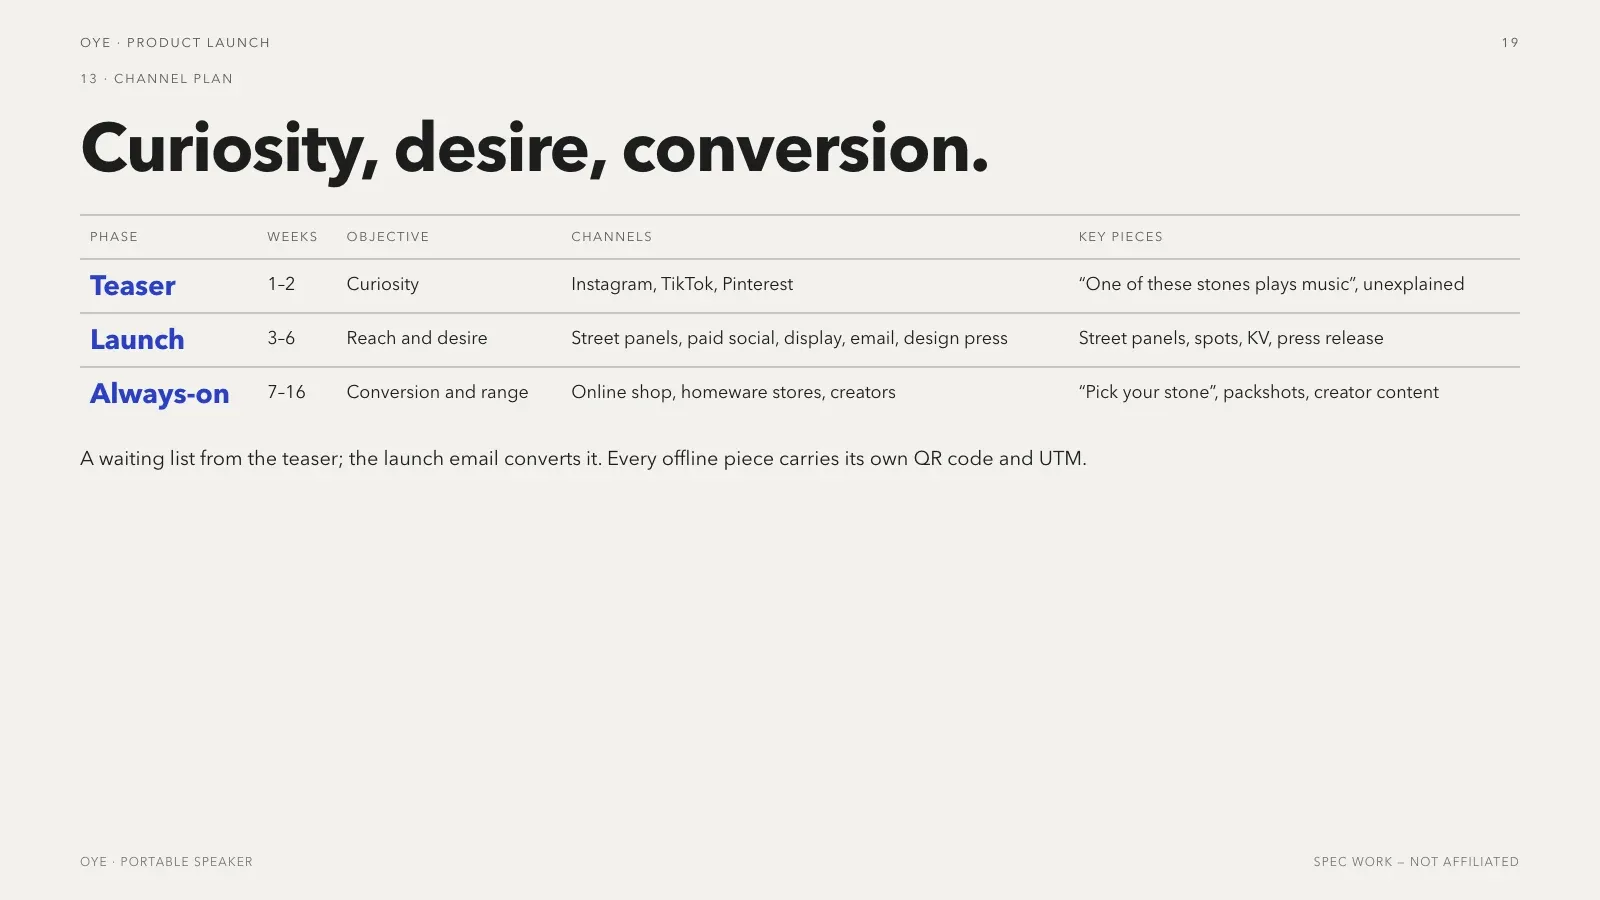 OYE · PRODUCT LAUNCH
19
13 · CHANNEL PLAN
Curiosity, desire, conversion.
PHASE WEEKS OBJECTIVE CHANNELS KEY PIECES
Teaser 1–2 Curiosity Instagram, TikTok, Pinterest “One of these stones plays music”, unexplained
Launch 3–6 Reach and desire Street panels, paid social, display, email, design press Street panels, spots, KV, press release
Always-on 7–16 Conversion and range Online shop, homeware stores, creators “Pick your stone”, packshots, creator content
A waiting list from the teaser; the launch email converts it. Every offline piece carries its own QR code and UTM.
OYE · PORTABLE SPEAKER
SPEC WORK — NOT AFFILIATED